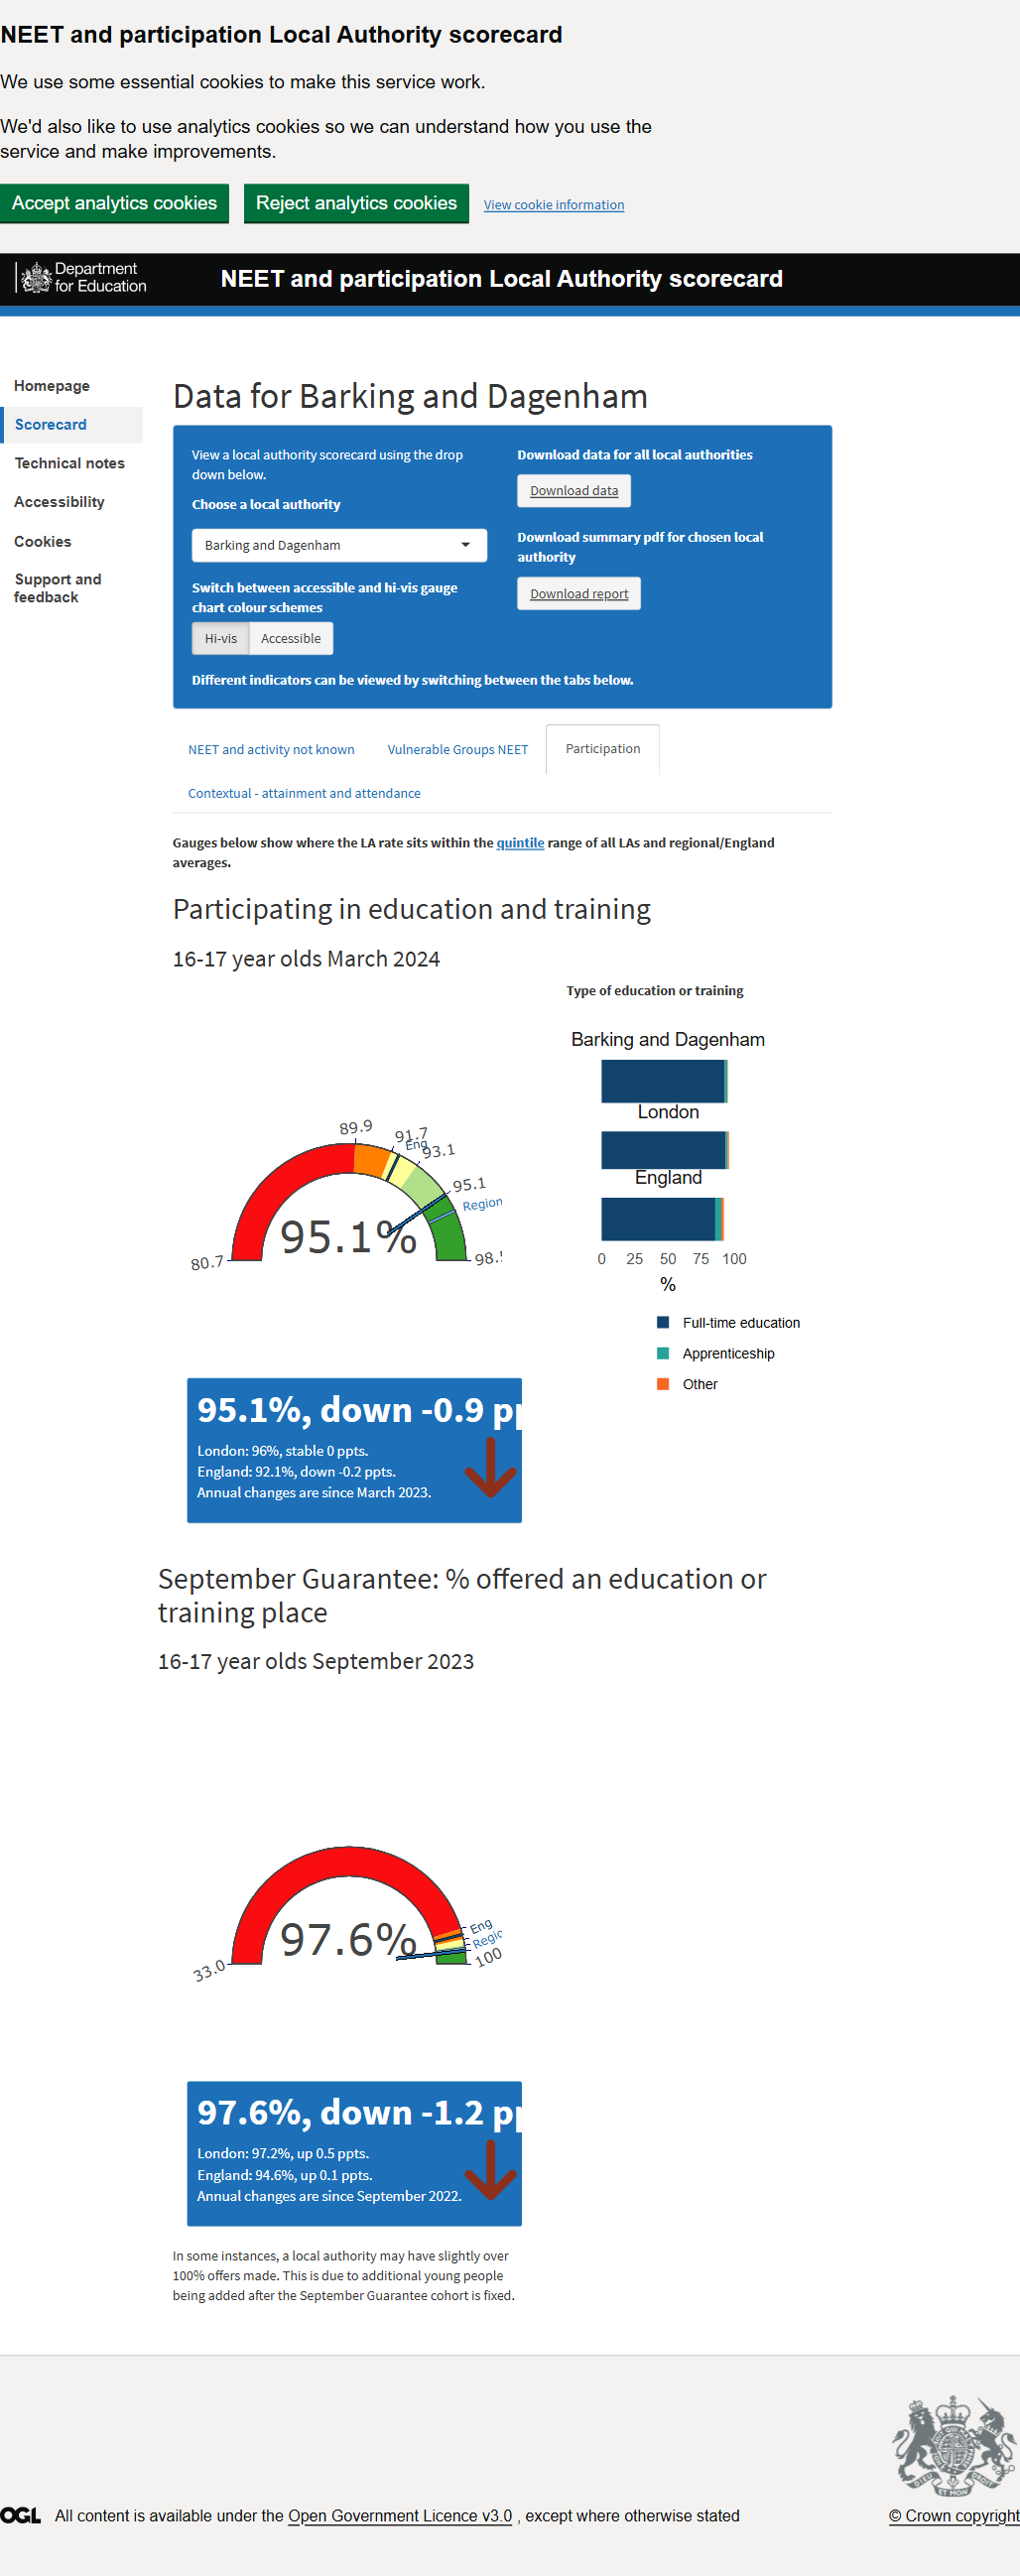 NEET and participation Local Authority scorecard
We use some essential cookies to make this service work.
We'd also like to use analytics cookies so we can understand how you use the
service and make improvements.
Accept analytics cookies
Reject analytics cookies
View cookie information
Department
for Education
NEET and participation Local Authority scorecard
Homepage
Scorecard
Technical notes
Accessibility
Cookies
Support and
feedback
Data for Barking and Dagenham
View a local authority scorecard using the drop
down below.
Choose a local authority
Barking and Dagenham
Switch between accessible and hi-vis gauge
chart colour schemes
Hi-vis
Accessible
Different indicators can be viewed by switching between the tabs below.
Download data for all local authorities
Download data
Download summary pdf for chosen local
authority
Download report
NEET and activity not known
Vulnerable Groups NEET
Participation
Contextual - attainment and attendance
Gauges below show where the LA rate sits within the quintile range of all LAs and regional/England
averages.
Participating in education and training
16-17 year olds March 2024
89.9
91.7
Eng
93.1
95.1
Region
95.1%
80.7
98.
Type of education or training
Barking and Dagenham
London
England
0 25 50 75 100
%
Full-time education
Apprenticeship
Other
95.1%, down -0.9 pp
London: 96%, stable 0 ppts.
England: 92.1%, down -0.2 ppts.
Annual changes are since March 2023.
September Guarantee: % offered an education or
training place
16-17 year olds September 2023
Eng
Regio
97.6%
33.0
100
97.6%, down -1.2 pp
London: 97.2%, up 0.5 ppts.
England: 94.6%, up 0.1 ppts.
Annual changes are since September 2022.
In some instances, a local authority may have slightly over
100% offers made. This is due to additional young people
being added after the September Guarantee cohort is fixed.
OGL All content is available under the Open Government Licence v3.0 , except where otherwise stated
© Crown copyright